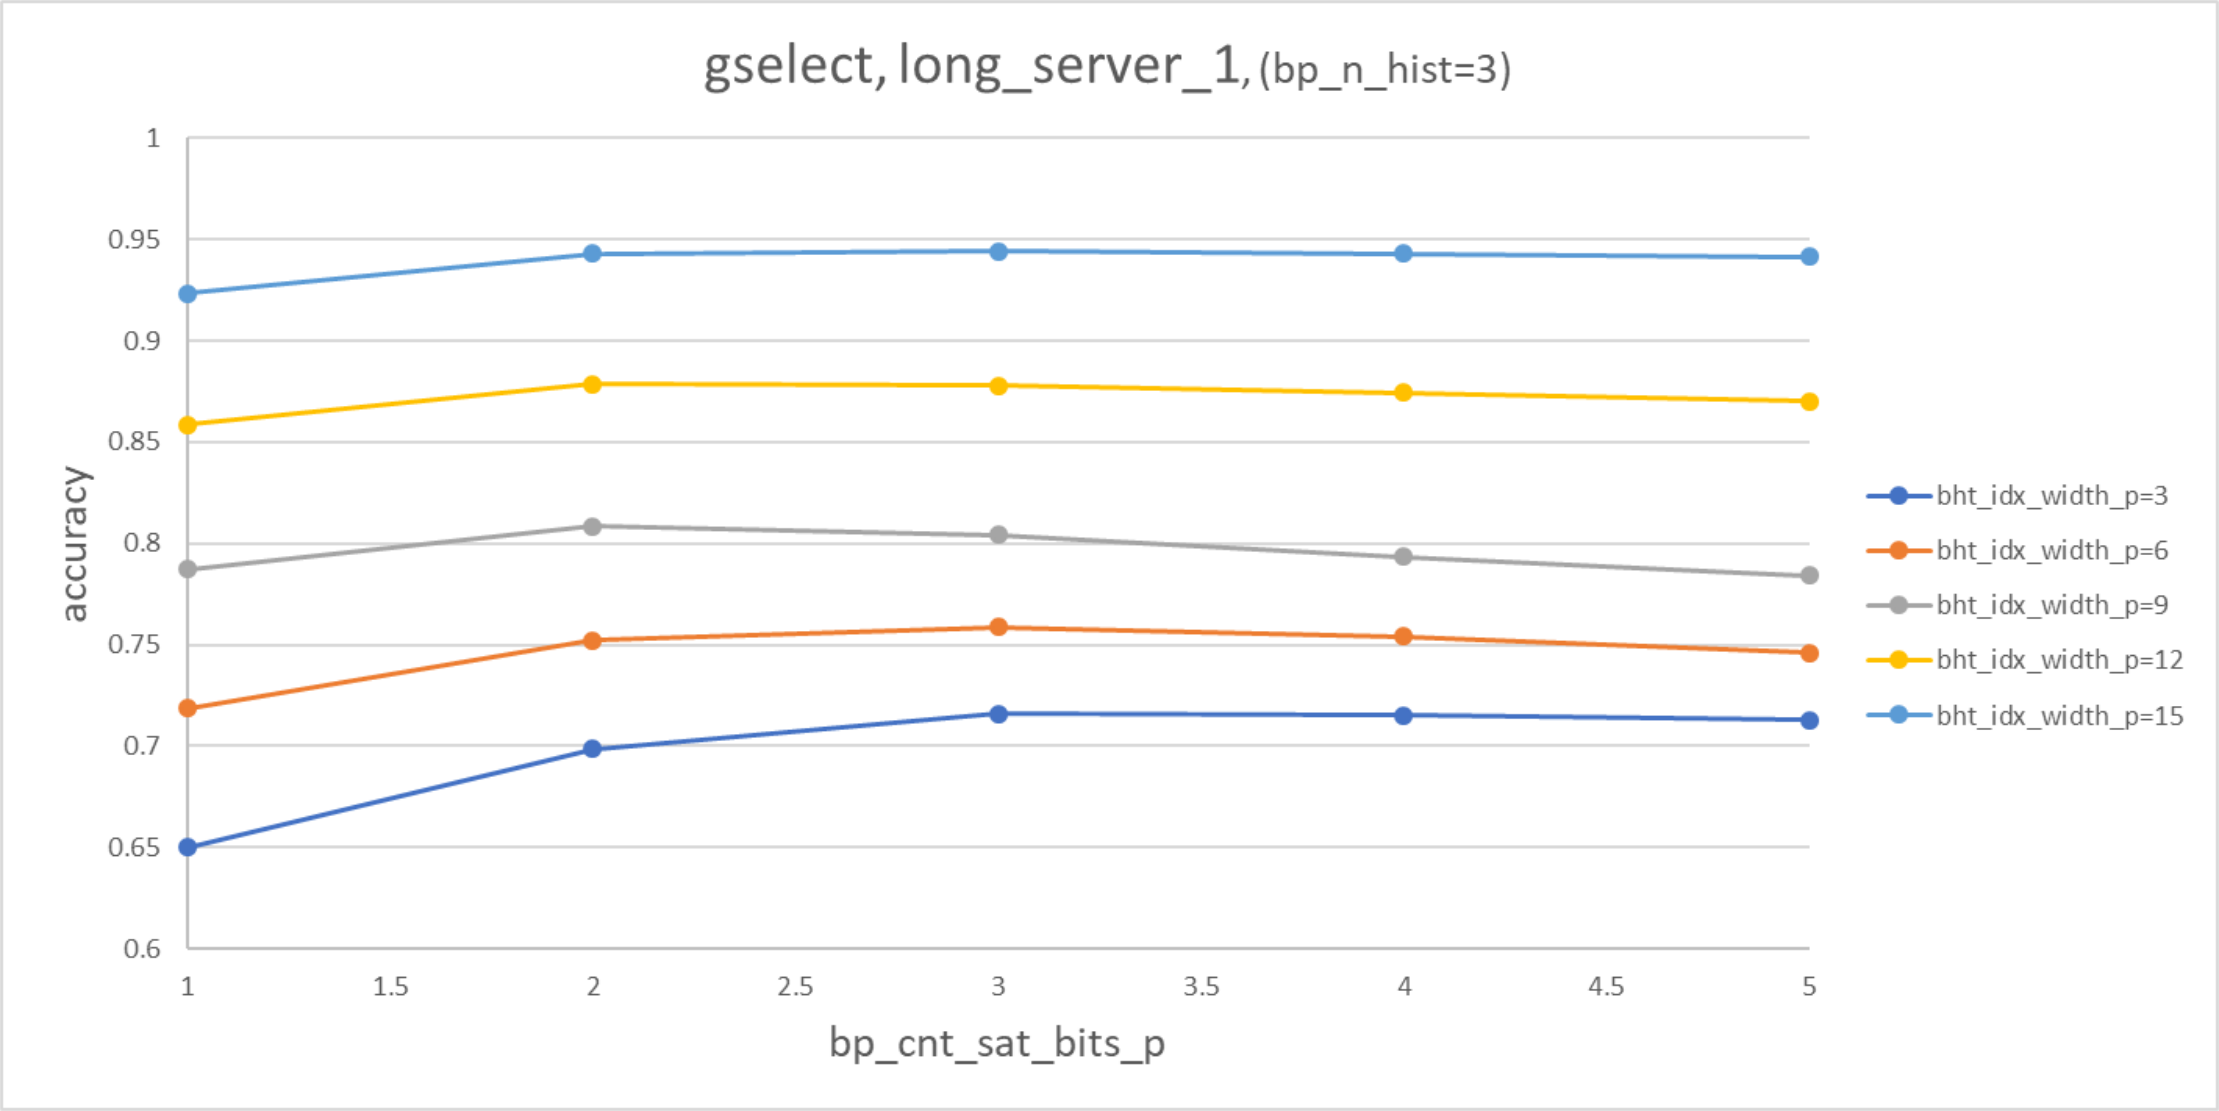 gselect, long_server_1, (bp_n_hist=3)
1
0.95
0.9
0.85
0.8
0.75
0.7
0.65
0.6
accuracy
1 1.5 2 2.5 3 3.5 4 4.5 5
bp_cnt_sat_bits_p
bht_idx_width_p=3
bht_idx_width_p=6
bht_idx_width_p=9
bht_idx_width_p=12
bht_idx_width_p=15